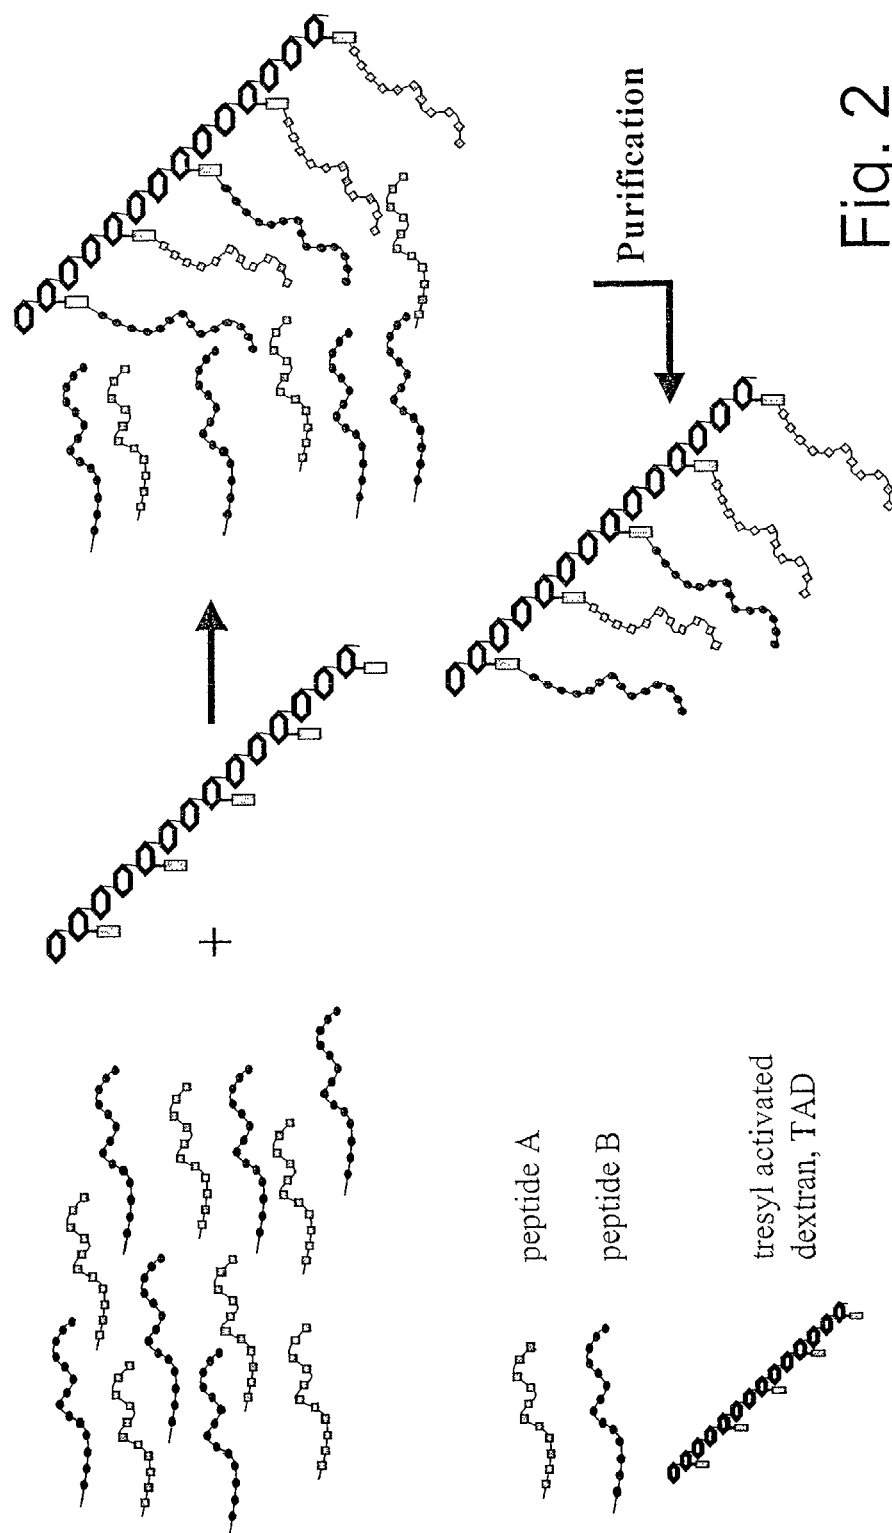 +
Purification
peptide A
peptide B
tresyl activated
dextran, TAD
Fig. 2